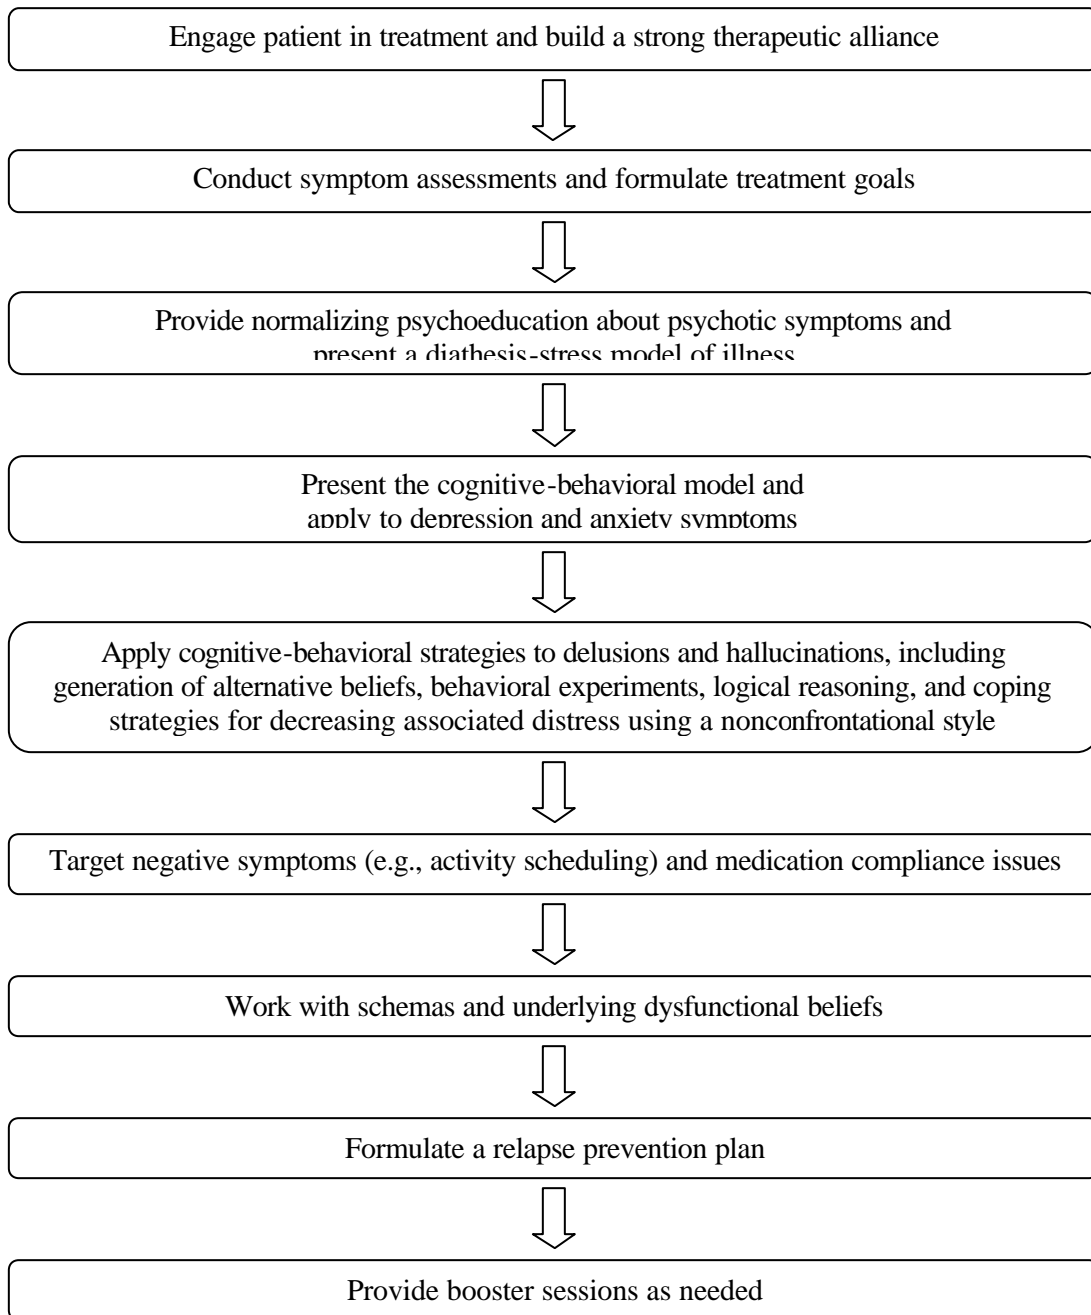 Engage patient in treatment and build a strong therapeutic alliance
Conduct symptom assessments and formulate treatment goals
Provide normalizing psychoeducation about psychotic symptoms and
present a diathesis-stress model of illness
Present the cognitive-behavioral model and
apply to depression and anxiety symptoms
Apply cognitive-behavioral strategies to delusions and hallucinations, including
generation of alternative beliefs, behavioral experiments, logical reasoning, and coping
strategies for decreasing associated distress using a nonconfrontational style
Target negative symptoms (e.g., activity scheduling) and medication compliance issues
Work with schemas and underlying dysfunctional beliefs
Formulate a relapse prevention plan
Provide booster sessions as needed